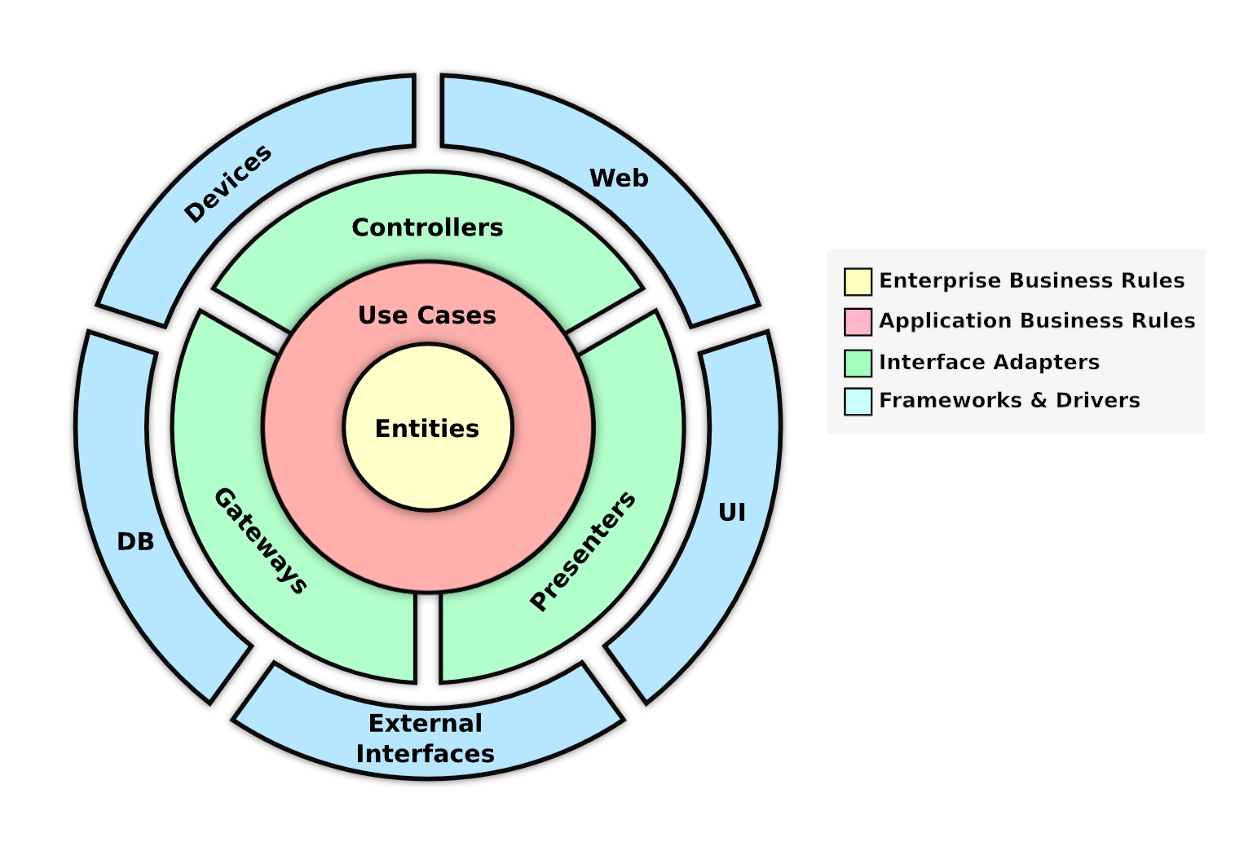 Devices
Web
Controllers
Use Cases
Entities
Gateways
Presenters
DB
UI
External
Interfaces
Enterprise Business Rules
Application Business Rules
Interface Adapters
Frameworks & Drivers